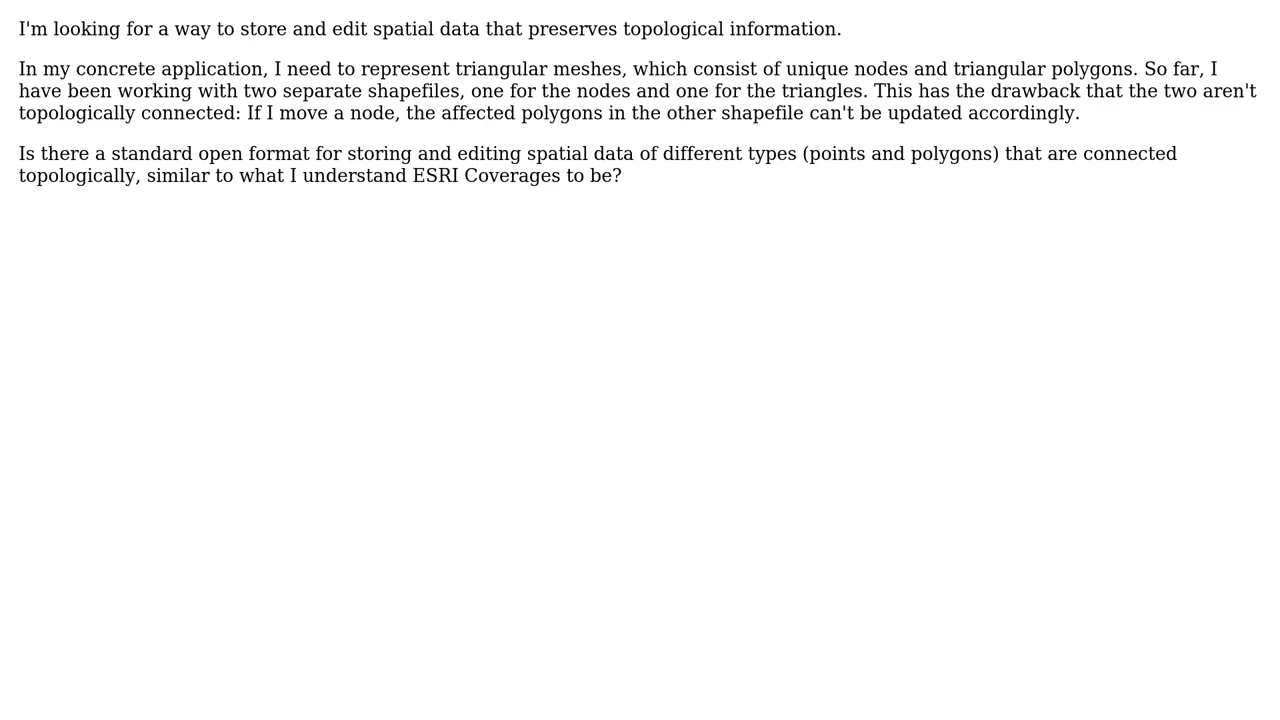 I'm looking for a way to store and edit spatial data that preserves topological information.
In my concrete application, I need to represent triangular meshes, which consist of unique nodes and triangular polygons. So far, I
have been working with two separate shapefiles, one for the nodes and one for the triangles. This has the drawback that the two aren't
topologically connected: If I move a node, the affected polygons in the other shapefile can't be updated accordingly.
Is there a standard open format for storing and editing spatial data of different types (points and polygons) that are connected
topologically, similar to what I understand ESRI Coverages to be?